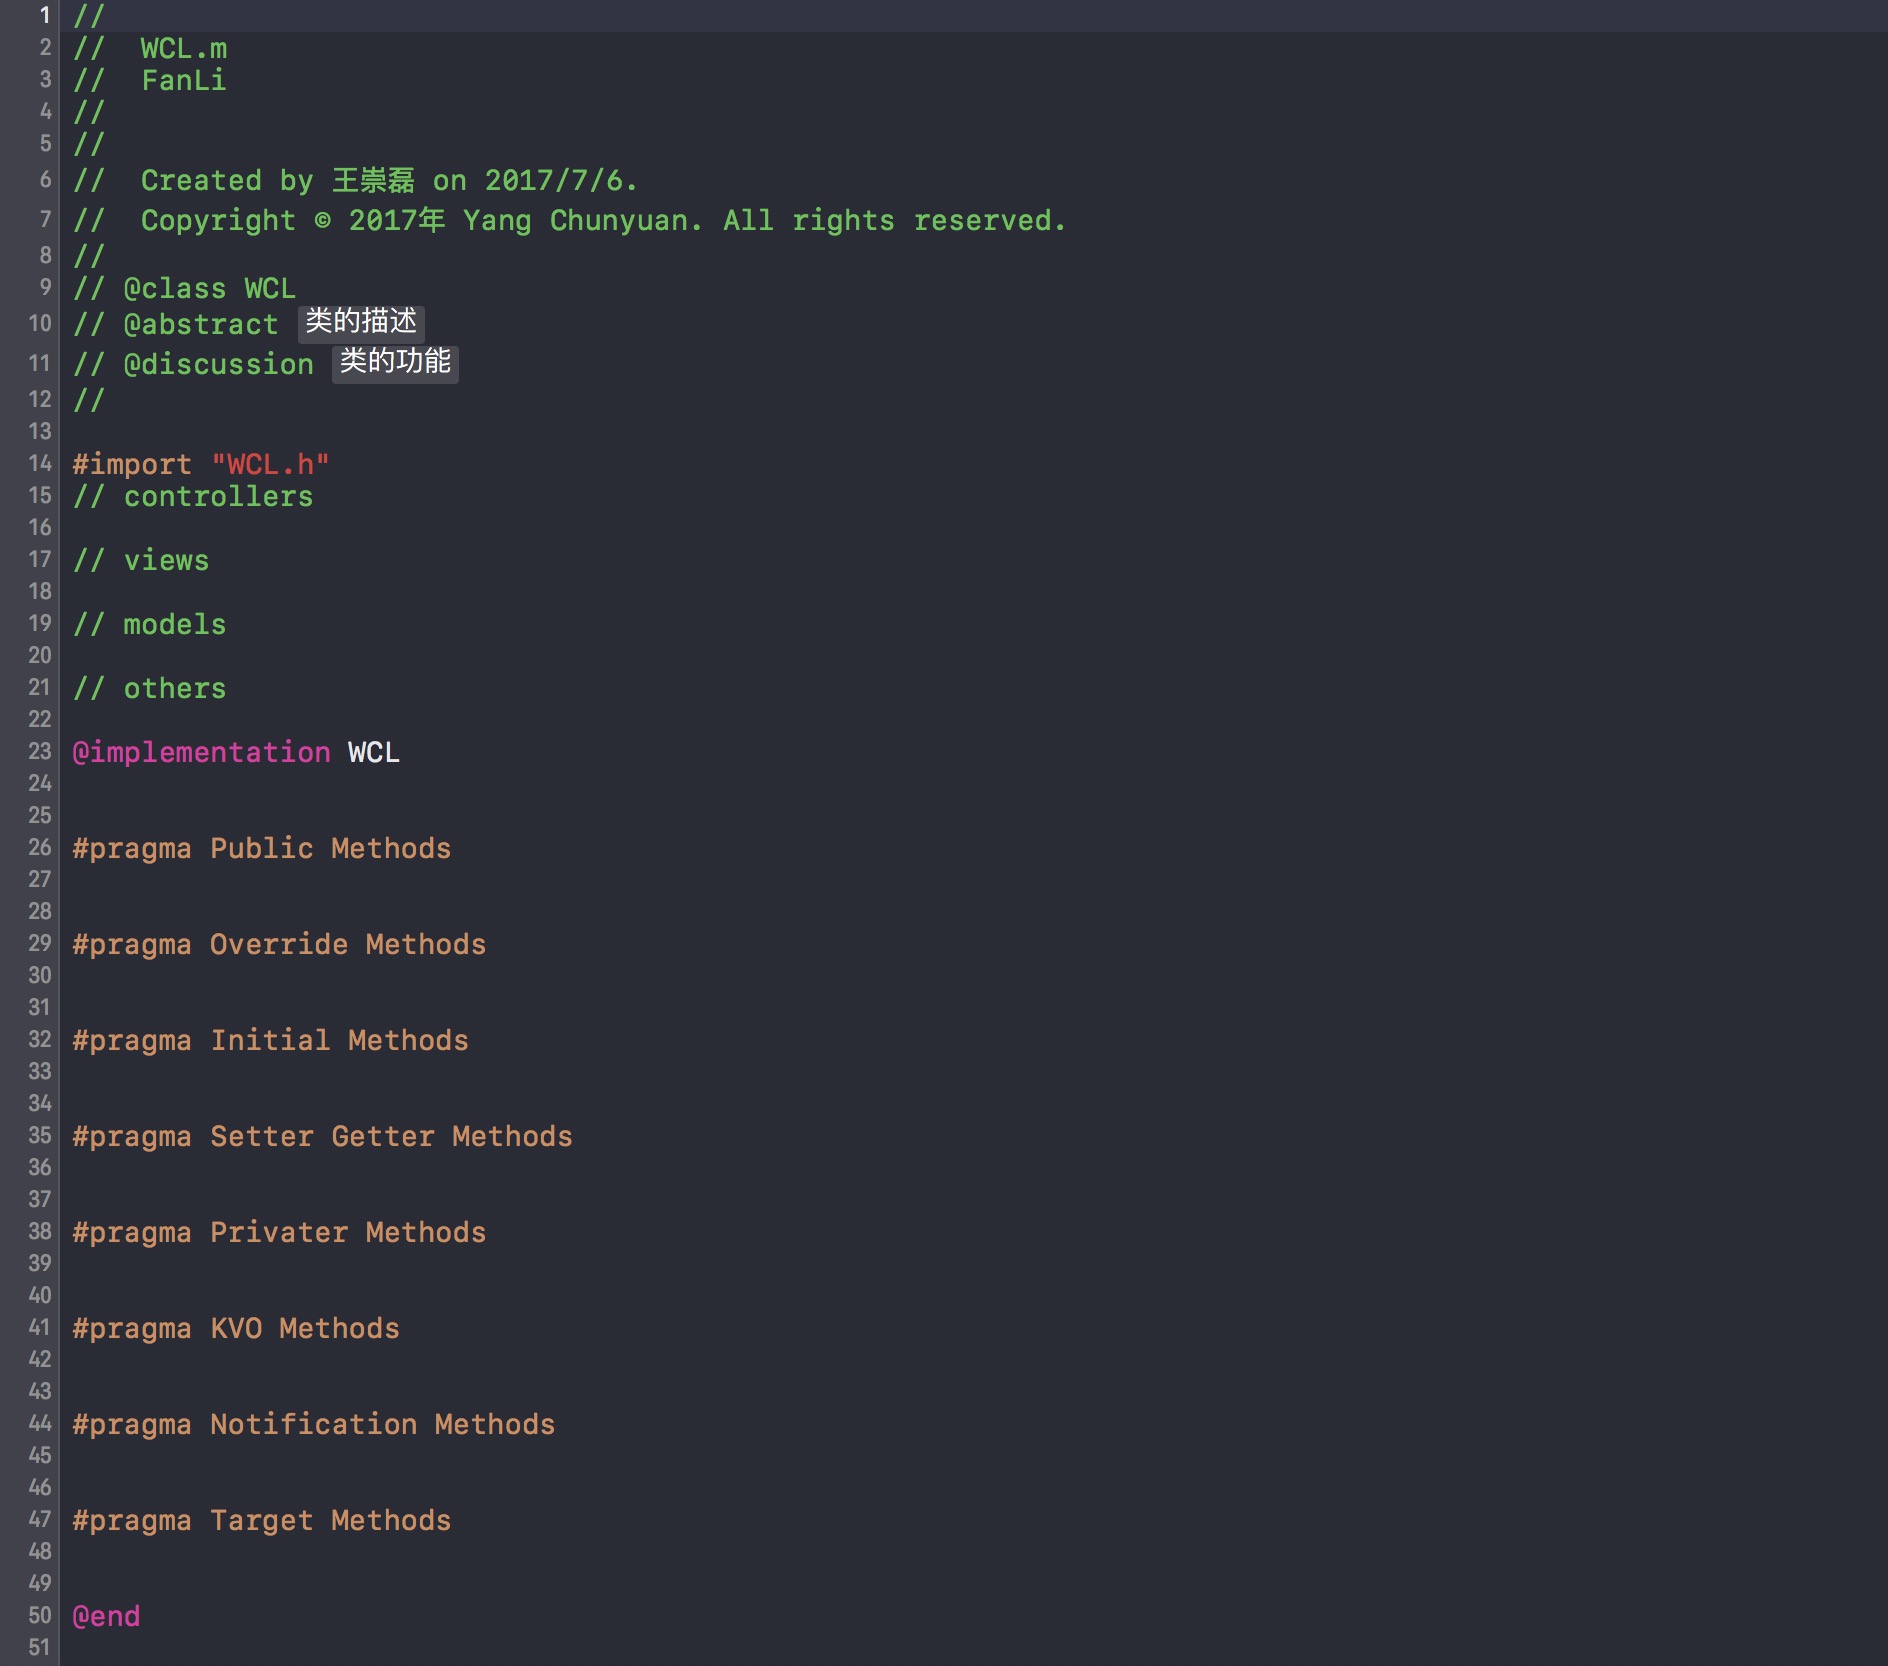 1 //
2 //  WCL.m
3 //  FanLi
4 //
5 //
6 //  Created by 王崇磊 on 2017/7/6.
7 //  Copyright © 2017年 Yang Chunyuan. All rights reserved.
8 //
9 // @class WCL
10 // @abstract 类的描述
11 // @discussion 类的功能
12 //
13
14 #import "WCL.h"
15 // controllers
16
17 // views
18
19 // models
20
21 // others
22
23 @implementation WCL
24
25
26 #pragma Public Methods
27
28
29 #pragma Override Methods
30
31
32 #pragma Initial Methods
33
34
35 #pragma Setter Getter Methods
36
37
38 #pragma Privater Methods
39
40
41 #pragma KVO Methods
42
43
44 #pragma Notification Methods
45
46
47 #pragma Target Methods
48
49
50 @end
51